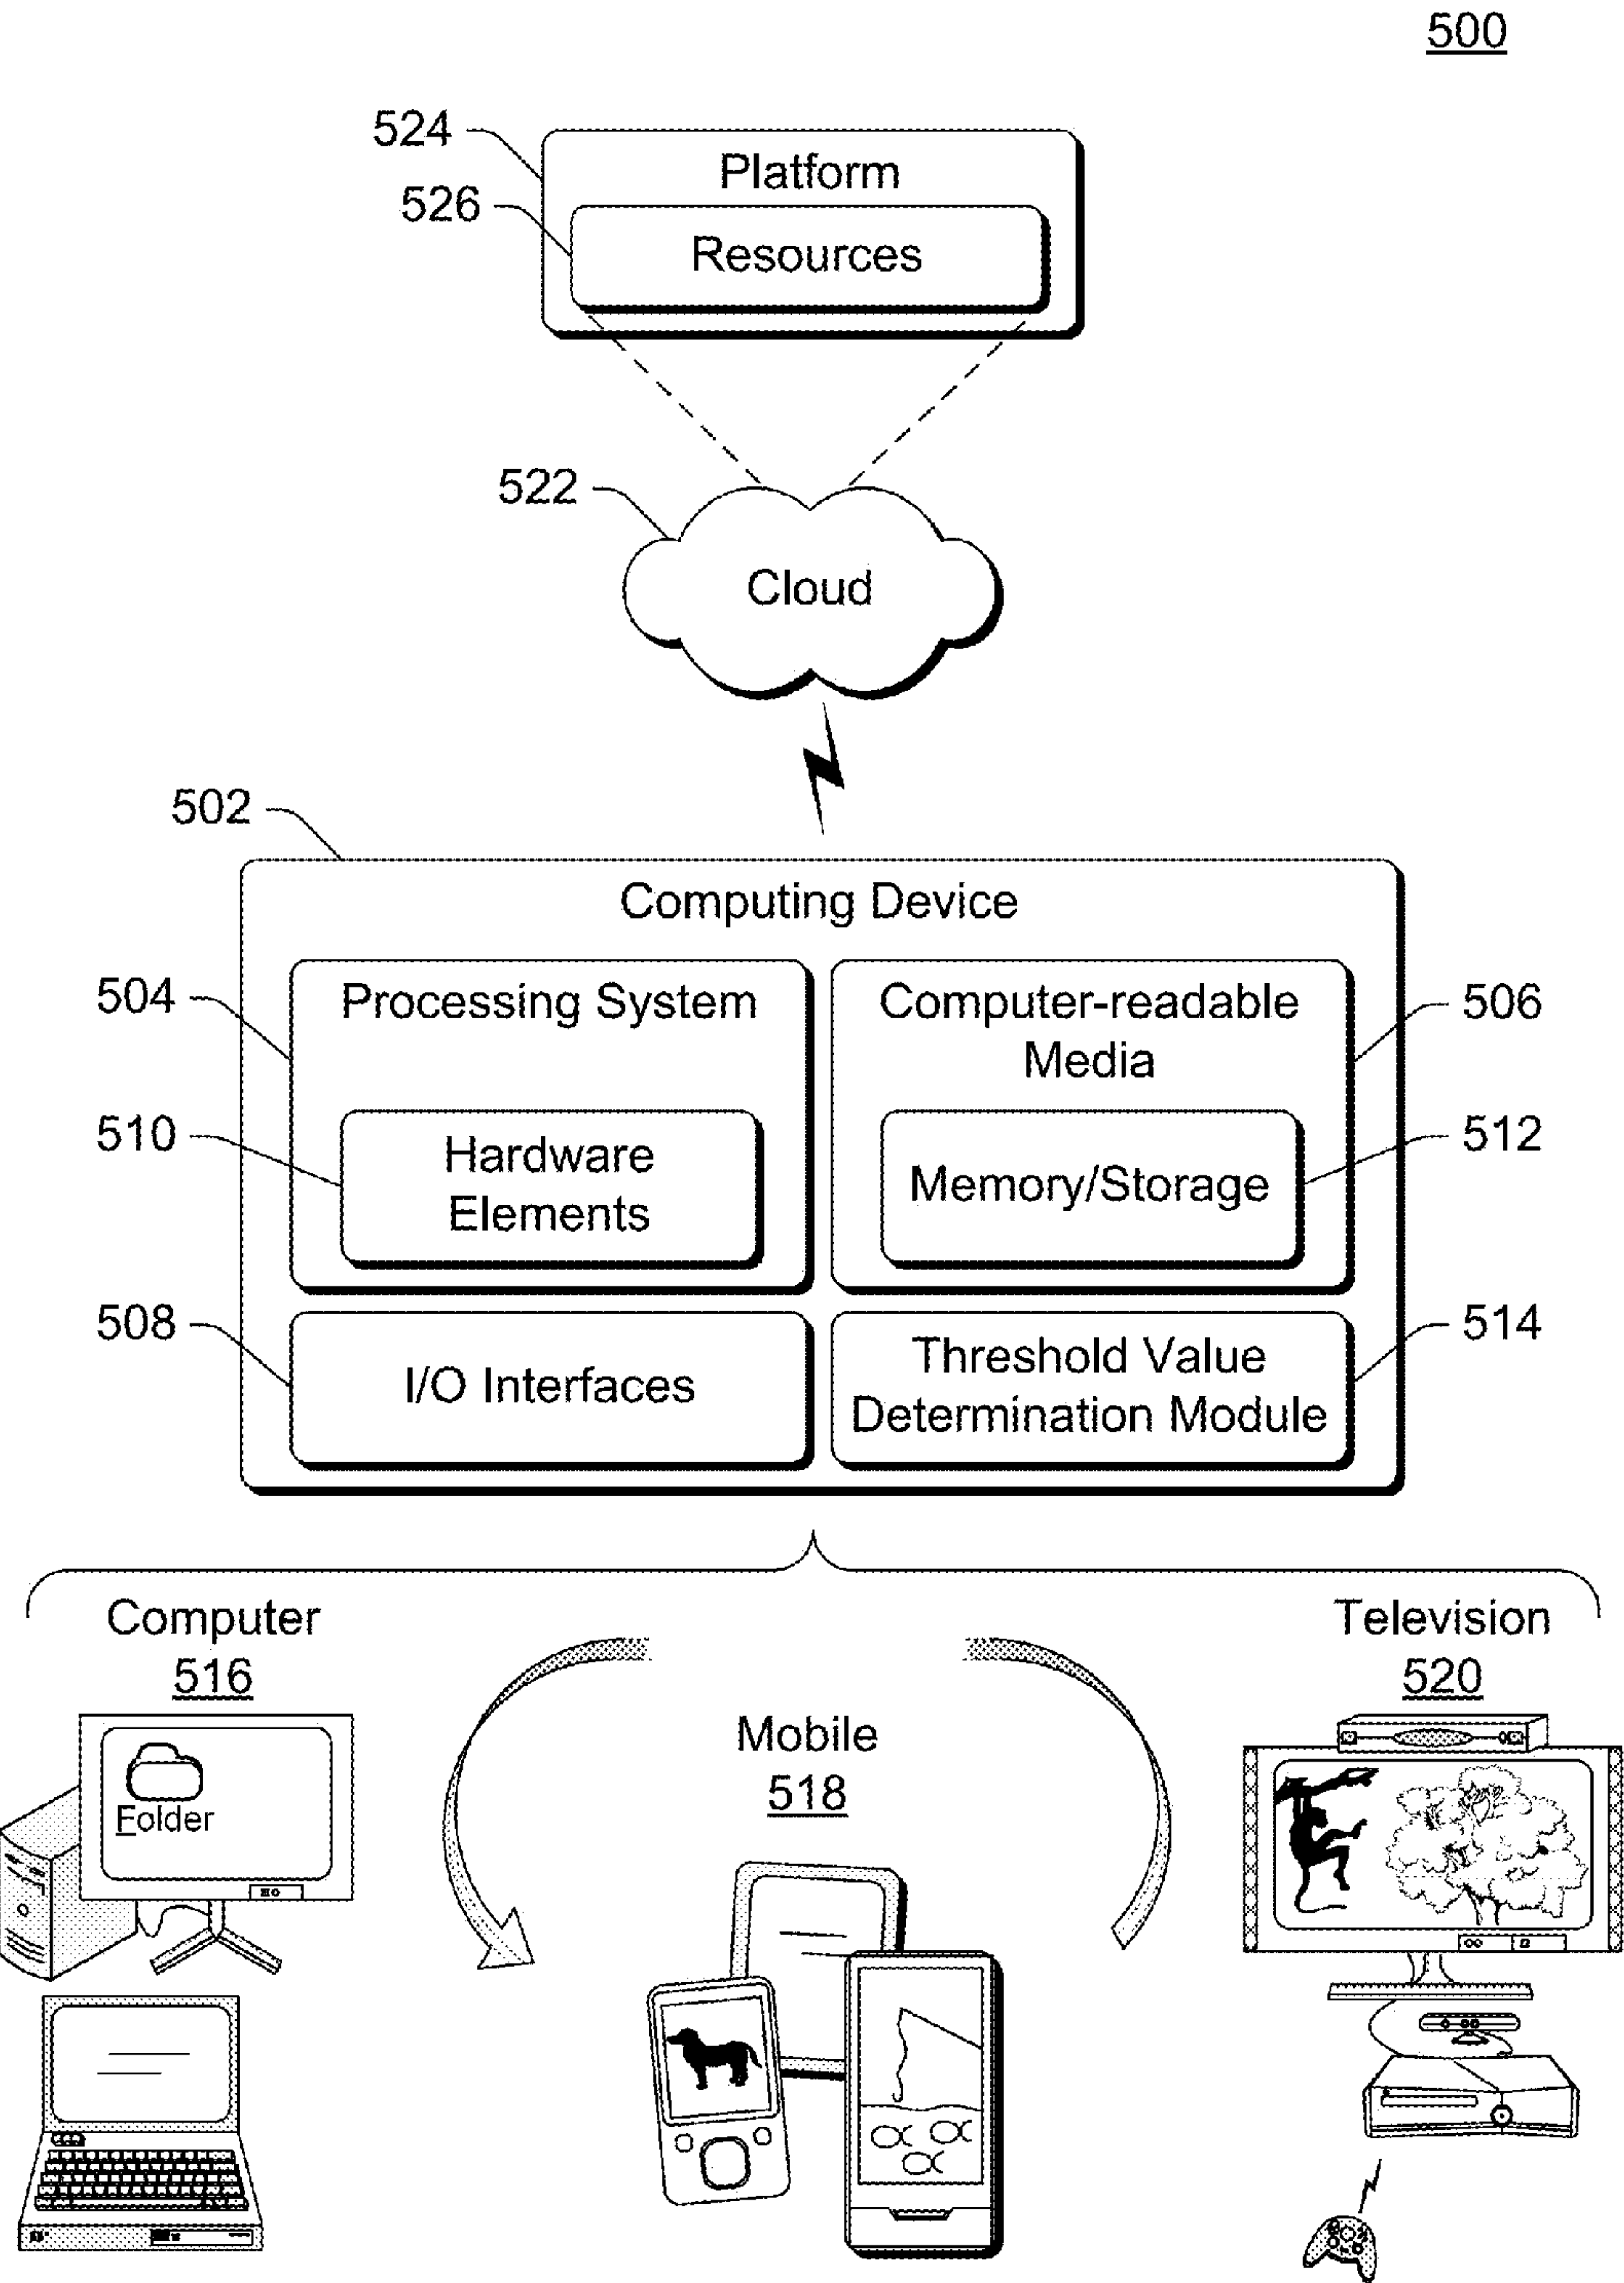 500
524
Platform
526
Resources
522
Cloud
502
Computing Device
504
Processing System
Computer-readable
Media
506
510
Hardware
Elements
Memory/Storage
512
508
I/O Interfaces
Threshold Value
Determination Module
514
Computer
516
Folder
Mobile
518
Television
520